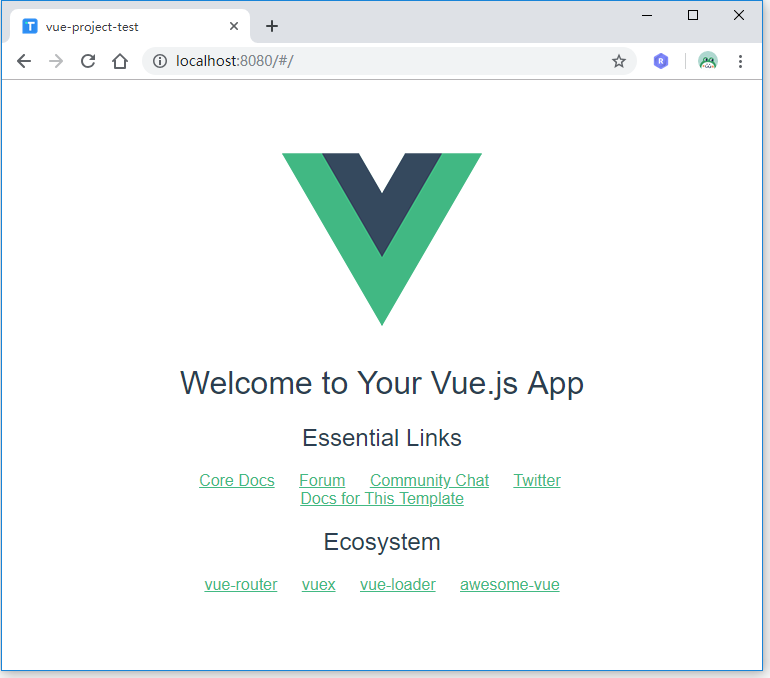 vue-project-test
localhost:8080/#/
Welcome to Your Vue.js App
Essential Links
Core Docs Forum Community Chat Twitter
Docs for This Template
Ecosystem
vue-router vuex vue-loader awesome-vue